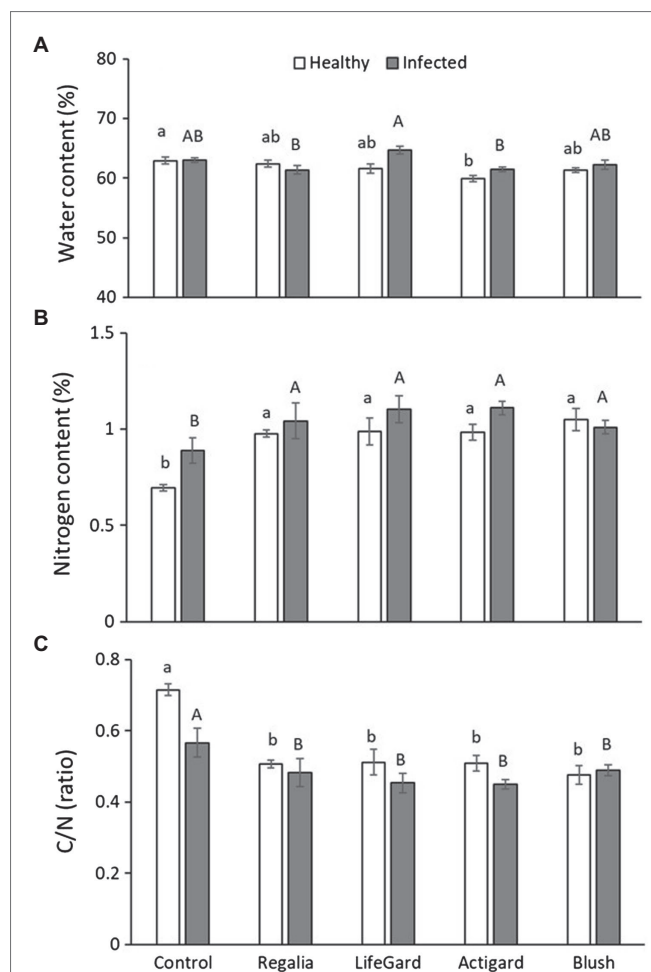 A
80
Healthy Infected
70
60
50
40
Water content (%)
a AB ab B ab A b B ab AB
B
1.5
1
0.5
0
Nitrogen content (%)
b B a A a A a A a A
C
0.8
0.6
0.4
0.2
0
C/N (ratio)
a A b B b B b B b B
Control Regalia LifeGard Actigard Blush